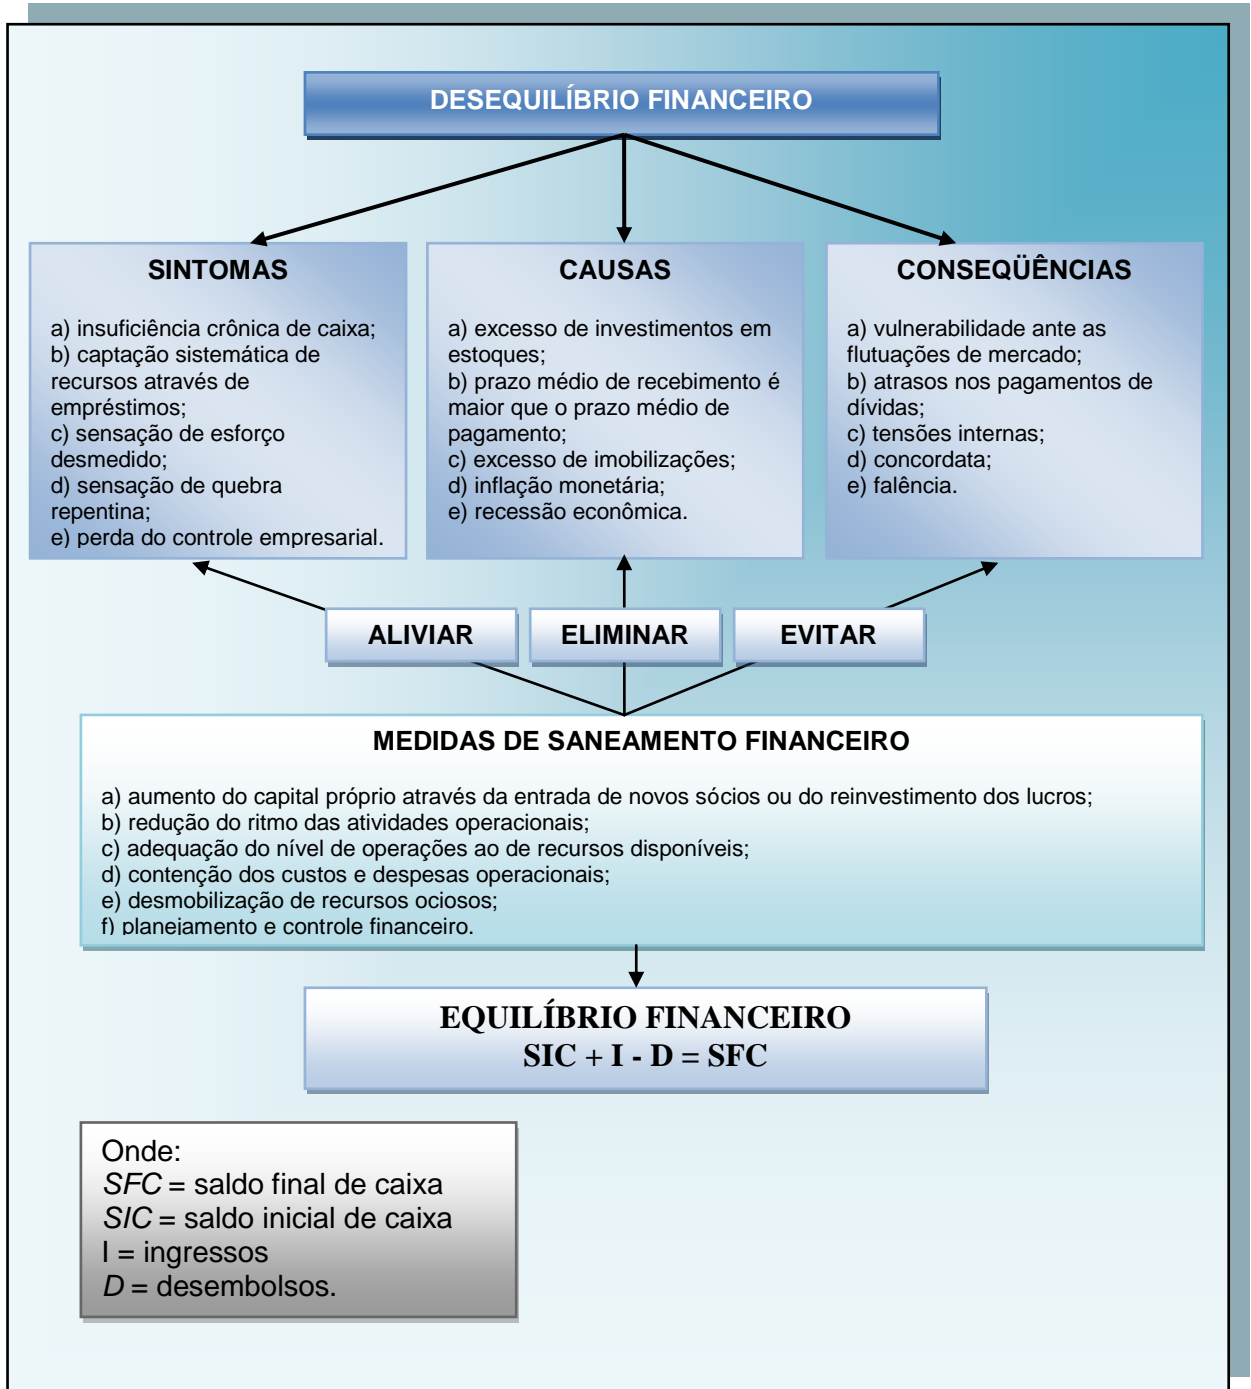 DESEQUILÍBRIO FINANCEIRO
SINTOMAS
a) insuficiência crônica de caixa;
b) captação sistemática de
recursos através de
empréstimos;
c) sensação de esforço
desmedido;
d) sensação de quebra
repentina;
e) perda do controle empresarial.
CAUSAS
a) excesso de investimentos em
estoques;
b) prazo médio de recebimento é
maior que o prazo médio de
pagamento;
c) excesso de imobilizações;
d) inflação monetária;
e) recessão econômica.
CONSEQÜÊNCIAS
a) vulnerabilidade ante as
flutuações de mercado;
b) atrasos nos pagamentos de
dívidas;
c) tensões internas;
d) concordata;
e) falência.
ALIVIAR
ELIMINAR
EVITAR
MEDIDAS DE SANEAMENTO FINANCEIRO
a) aumento do capital próprio através da entrada de novos sócios ou do reinvestimento dos lucros;
b) redução do ritmo das atividades operacionais;
c) adequação do nível de operações ao de recursos disponíveis;
d) contenção dos custos e despesas operacionais;
e) desmobilização de recursos ociosos;
f) planejamento e controle financeiro.
EQUILÍBRIO FINANCEIRO
SIC + I - D = SFC
Onde:
SFC = saldo final de caixa
SIC = saldo inicial de caixa
I = ingressos
D = desembolsos.